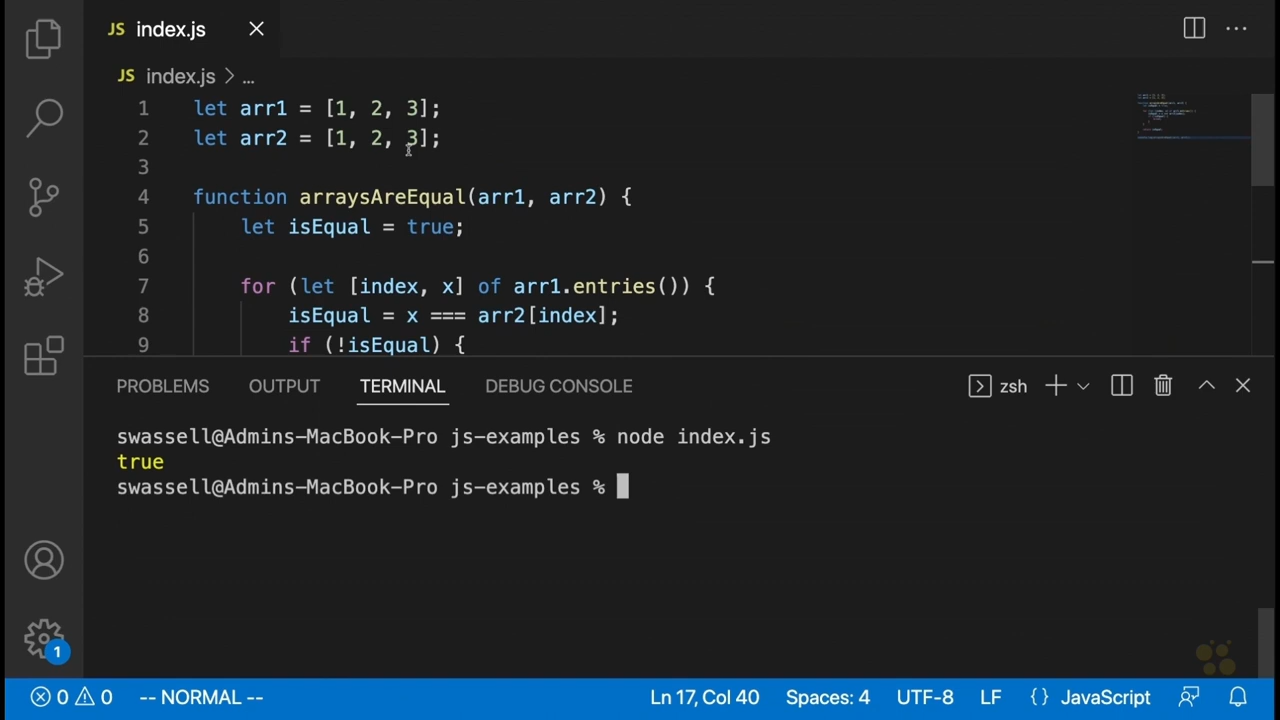 JS index.js
JS index.js > ...
1 let arr1 = [1, 2, 3];
2 let arr2 = [1, 2, 3];
3
4 function arraysAreEqual(arr1, arr2) {
5 let isEqual = true;
6
7 for (let [index, x] of arr1.entries()) {
8 isEqual = x === arr2[index];
9 if (!isEqual) {
PROBLEMS OUTPUT TERMINAL DEBUG CONSOLE zsh
swassell@Admins-MacBook-Pro js-examples % node index.js
true
swassell@Admins-MacBook-Pro js-examples %
1
0 0 -- NORMAL -- Ln 17, Col 40 Spaces: 4 UTF-8 LF {} JavaScript